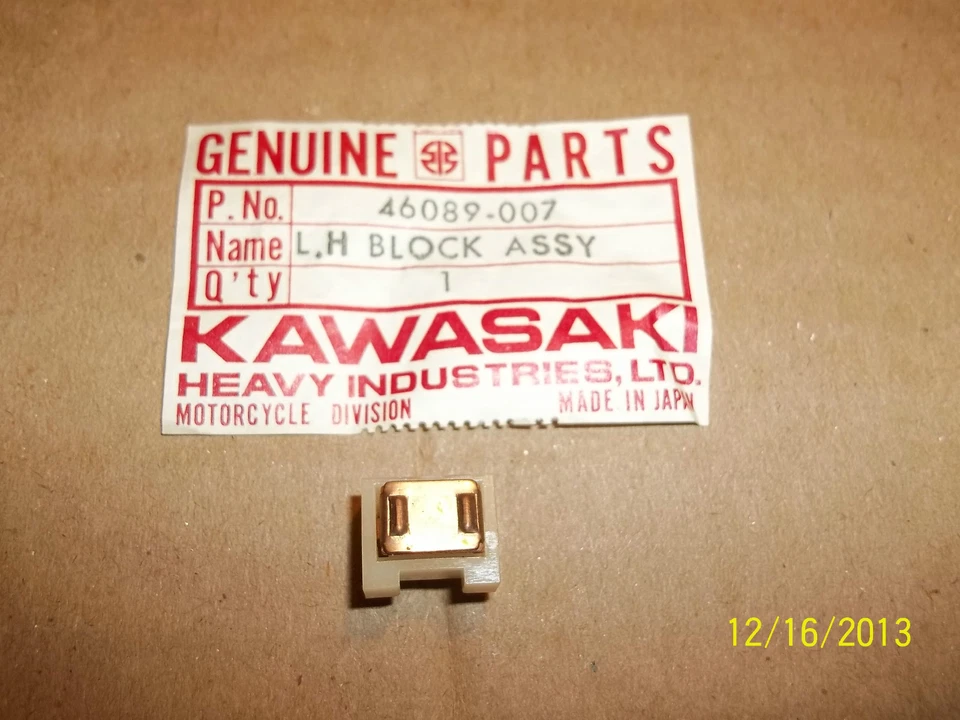 GENUINE PARTS
P. No. 46089-007
Name L.H BLOCK ASSY
Q'ty 1
KAWASAKI
HEAVY INDUSTRIES, LTD.
MOTORCYCLE DIVISION MADE IN JAPAN
12/16/2013